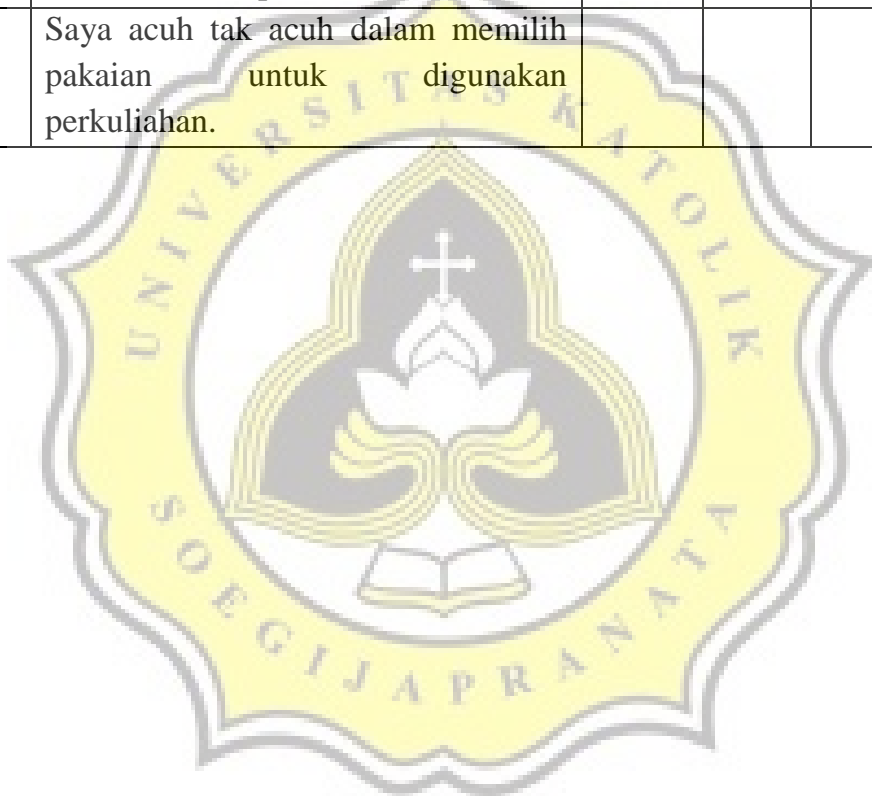 Saya acuh tak acuh dalam memilih
pakaian untuk digunakan
perkuliahan.
UNIVERSITAS KATOLIK
SOEGIJAPRANATA